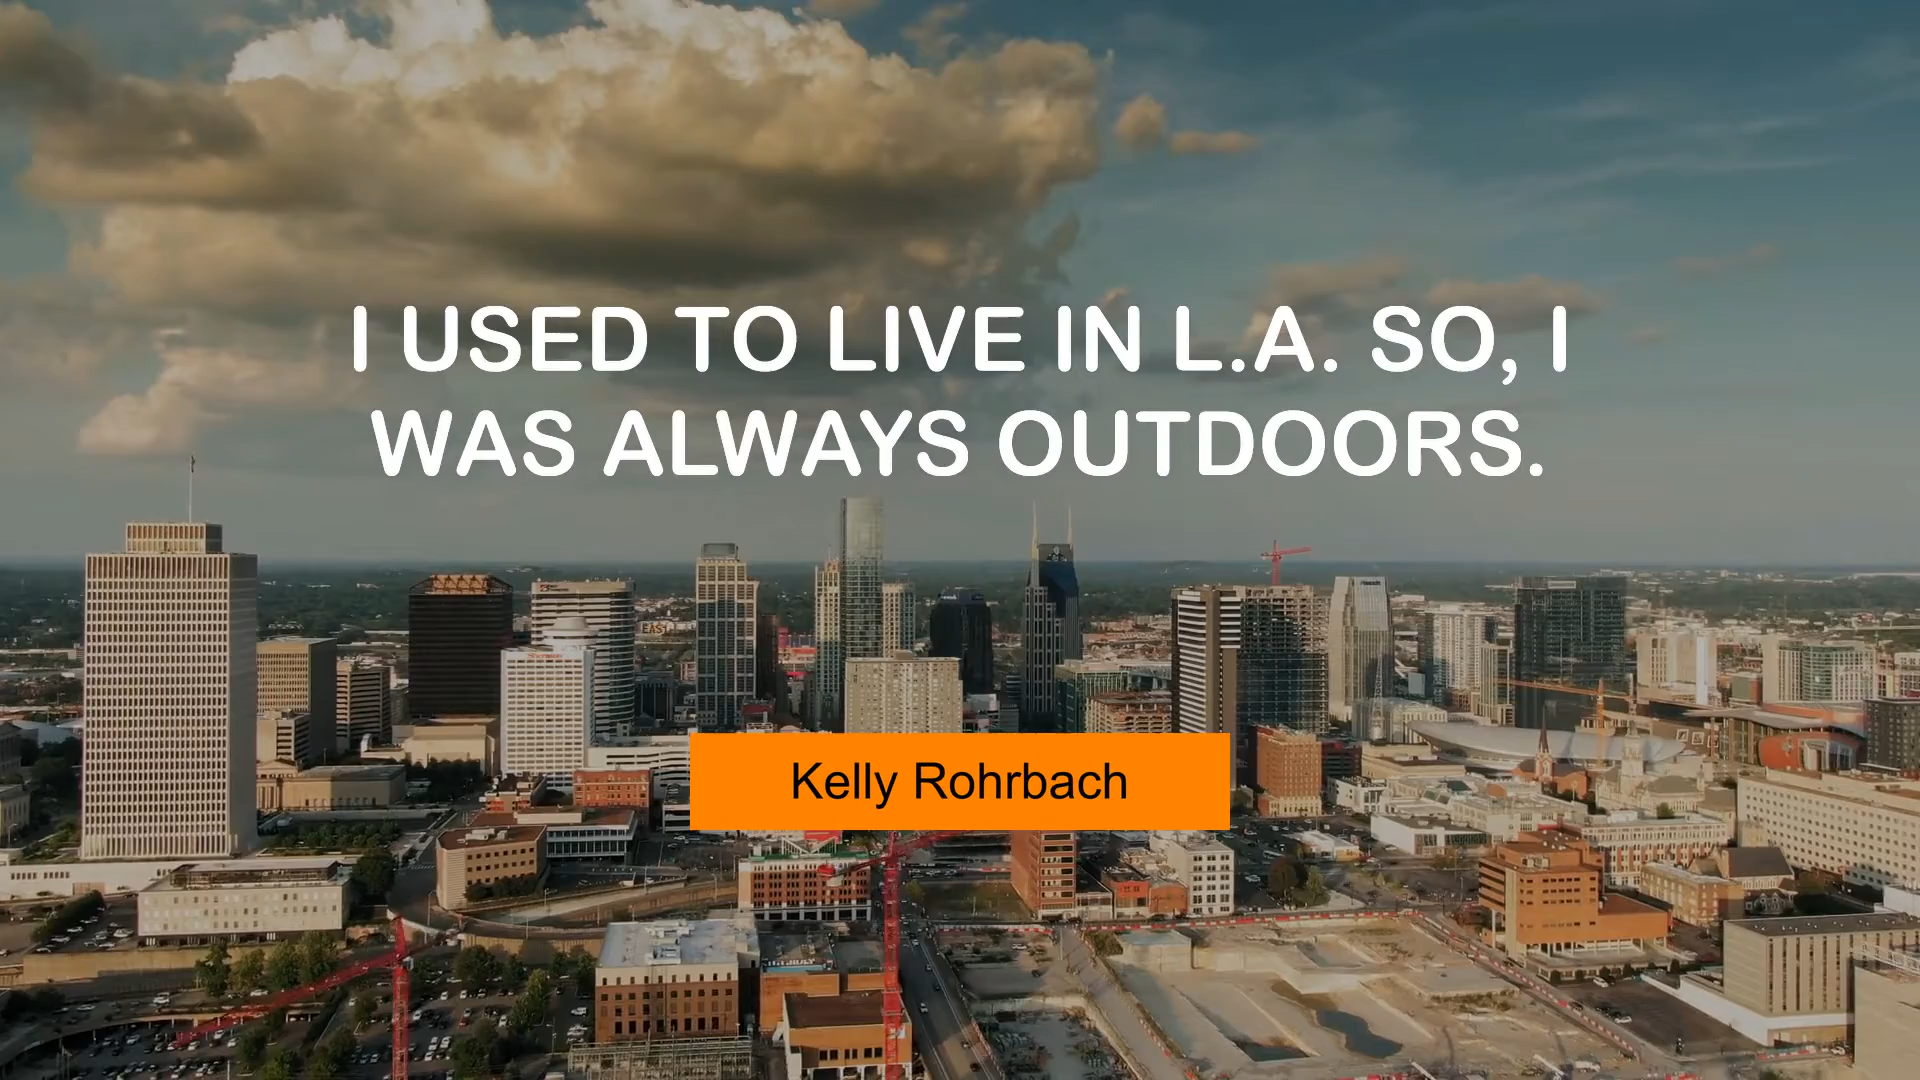 I USED TO LIVE IN L.A. SO, I
WAS ALWAYS OUTDOORS.
Kelly Rohrbach